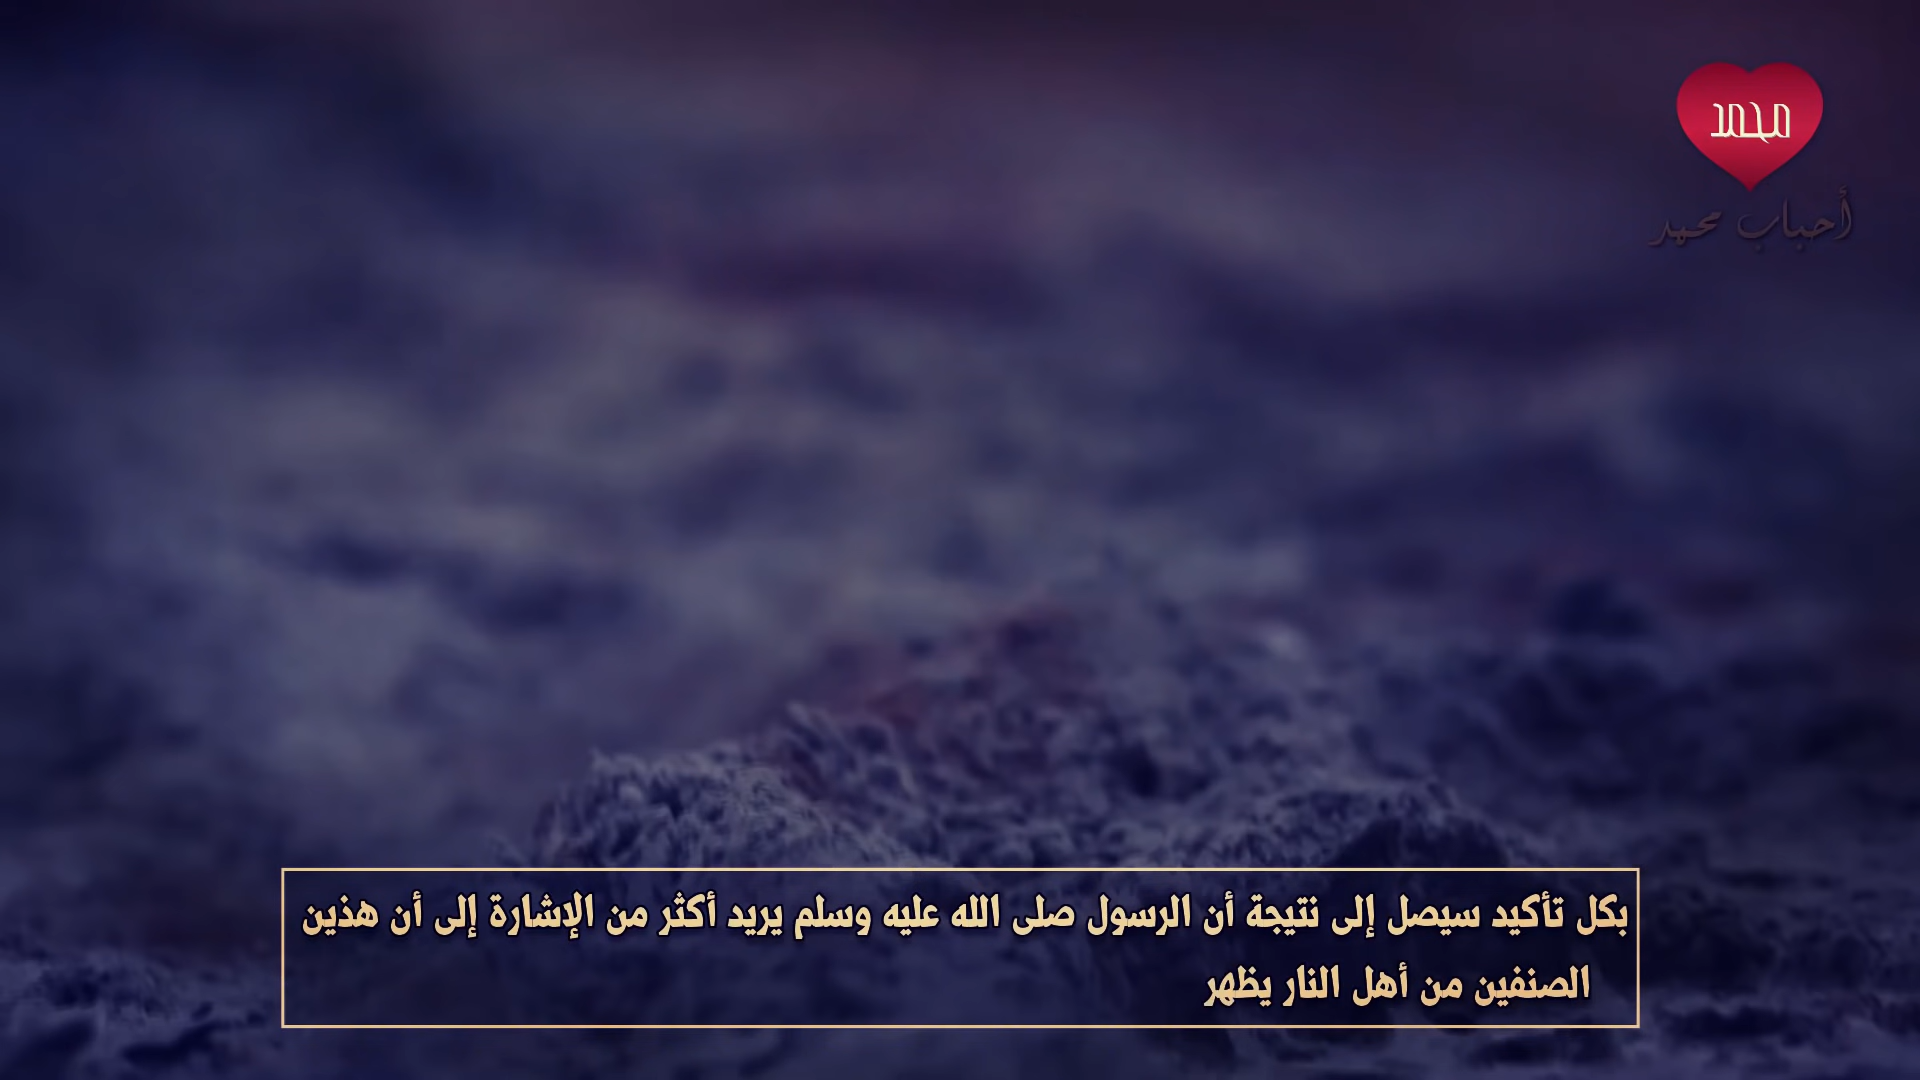 محمد
أحباب محمد
بكل تأكيد سيصل إلى نتيجة أن الرسول صلى الله عليه وسلم يريد أكثر من الإشارة إلى أن هذين
الصنفين من أهل النار يظهر